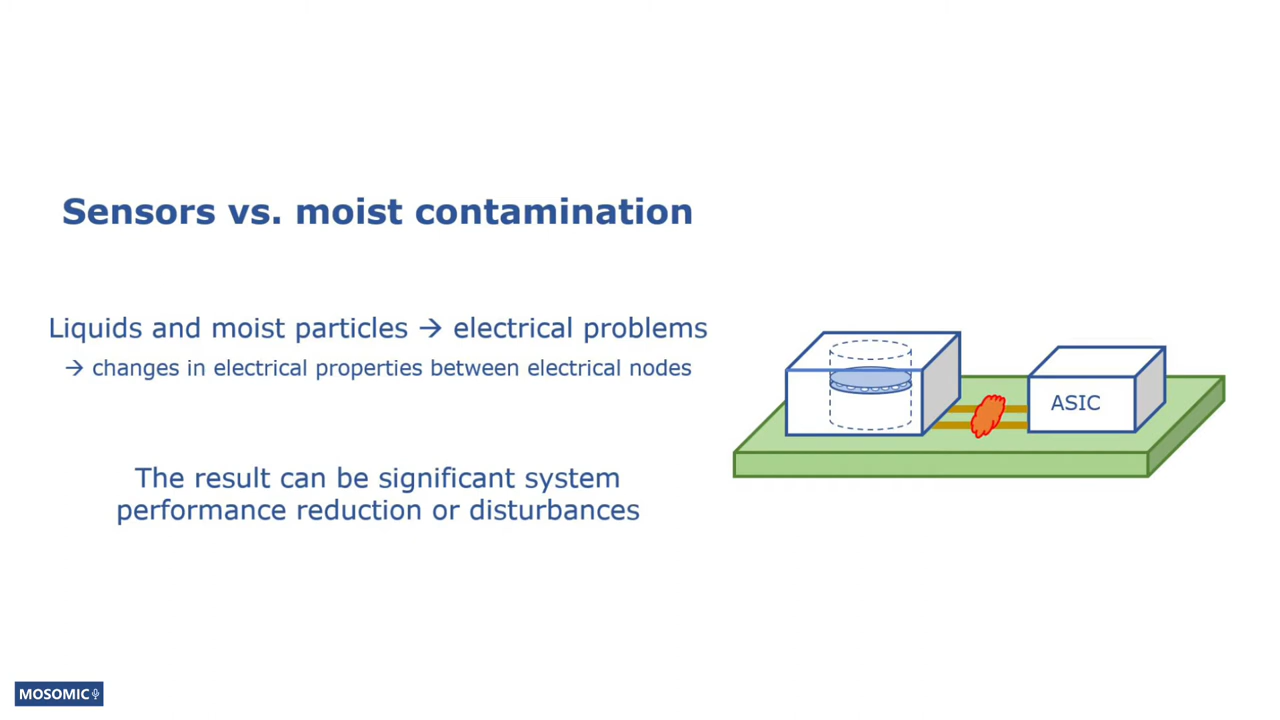 Sensors vs. moist contamination
Liquids and moist particles → electrical problems
→ changes in electrical properties between electrical nodes
ASIC
The result can be significant system
performance reduction or disturbances
MOSOMIC